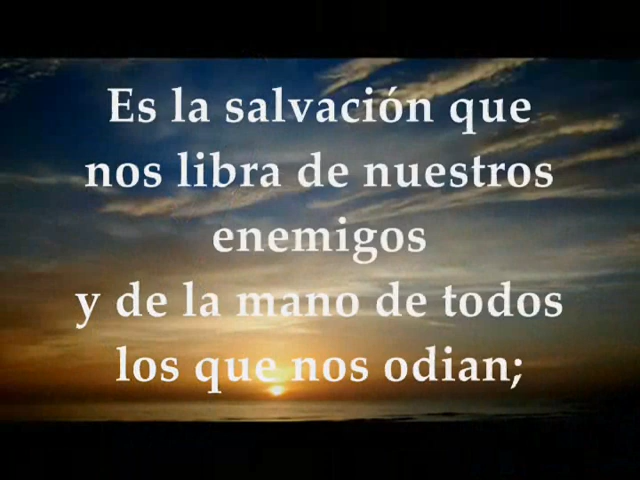 Es la salvación que
nos libra de nuestros
enemigos
y de la mano de todos
los que nos odian;